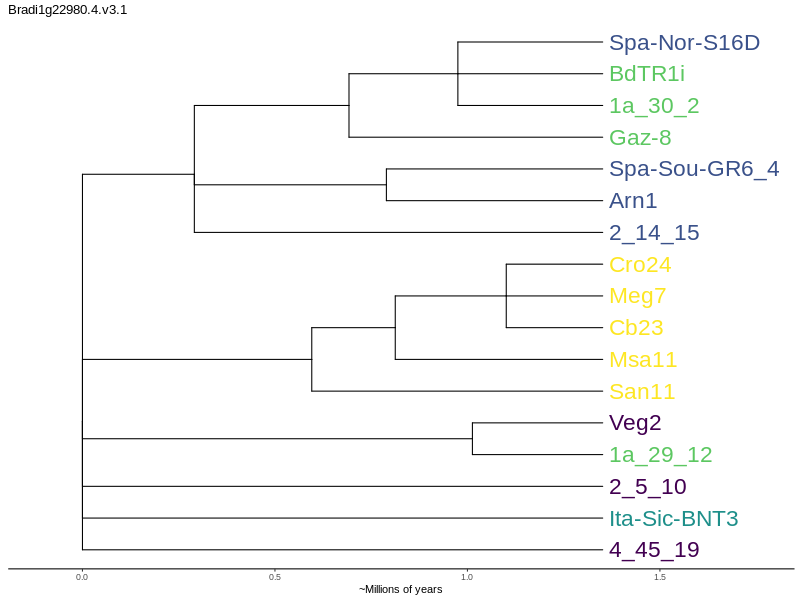 Bradi1g22980.4.v3.1
Spa-Nor-S16D
BdTR1i
1a_30_2
Gaz-8
Spa-Sou-GR6_4
Arn1
2_14_15
Cro24
Meg7
Cb23
Msa11
San11
Veg2
1a_29_12
2_5_10
Ita-Sic-BNT3
4_45_19
0.0 0.5 1.0 1.5
~Millions of years